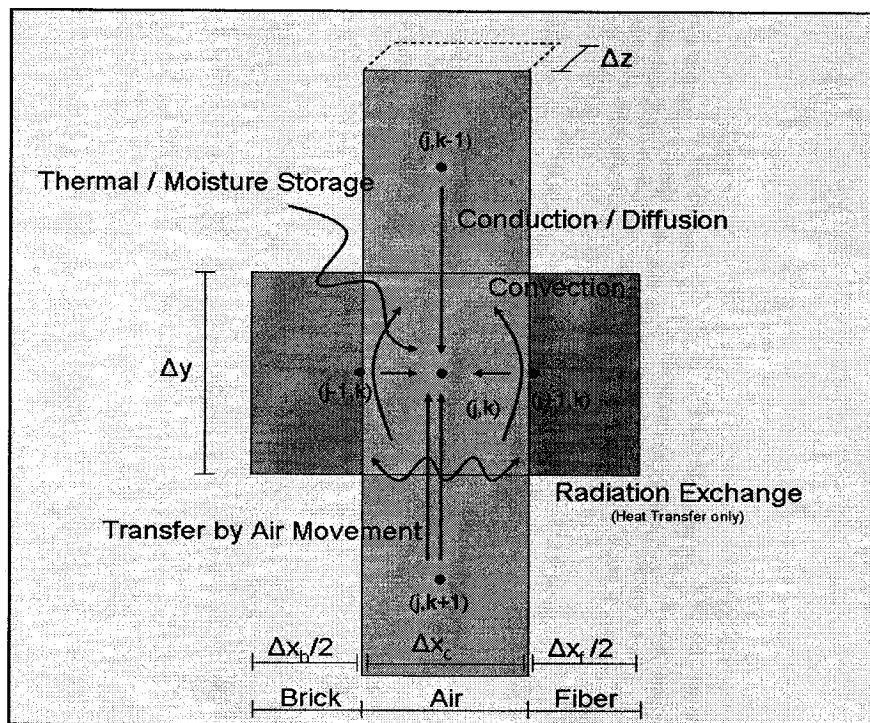 Δz
(j,k-1)
Thermal / Moisture Storage
Conduction / Diffusion
Convection
Δy
(j-1,k)
(j,k)
(j+1,k)
Radiation Exchange
(Heat Transfer only)
Transfer by Air Movement
(j,k+1)
Δx_b/2
Δx_c
Δx_f/2
Brick
Air
Fiber